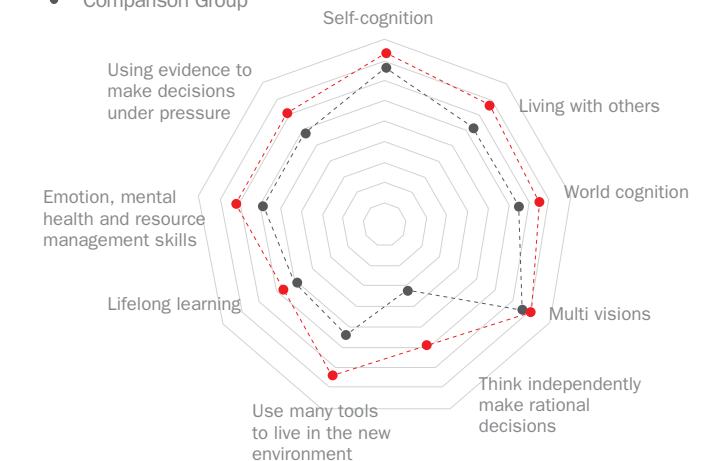 Comparison Group
Self-cognition
Using evidence to
make decisions
under pressure
Living with others
Emotion, mental
health and resource
management skills
World cognition
Lifelong learning
Multi visions
Think independently
make rational
decisions
Use many tools
to live in the new
environment